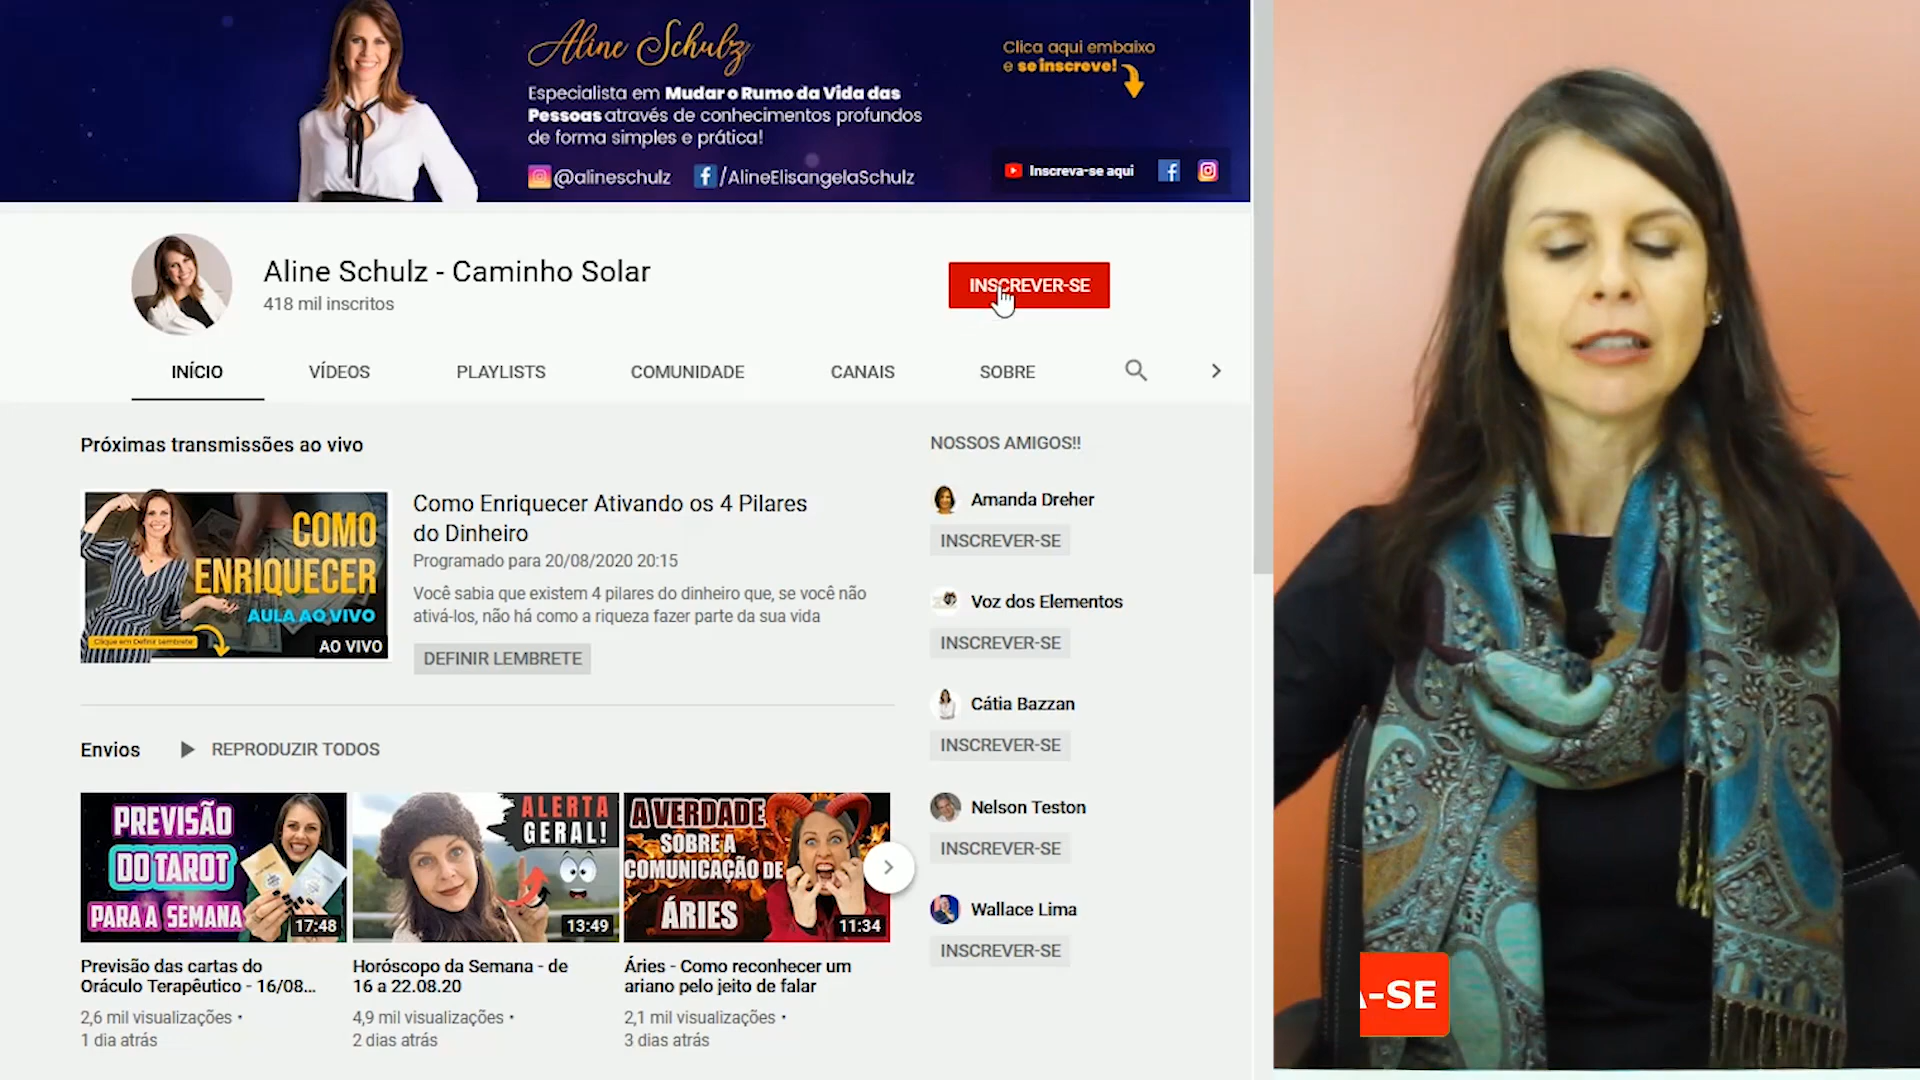 Aline Schulz
Especialista em Mudar o Rumo da Vida das
Pessoas através de conhecimentos profundos
de forma simples e prática!
@alineschulz
/AlineElisangelaSchulz
Clica aqui embaixo
e se inscreve!
Inscreva-se aqui
Aline Schulz - Caminho Solar
418 mil inscritos
INSCREVER-SE
INÍCIO
VÍDEOS
PLAYLISTS
COMUNIDADE
CANAIS
SOBRE
Próximas transmissões ao vivo
COMO
ENRIQUECER
AULA AO VIVO
Clique em Definir Lembrete
AO VIVO
Como Enriquecer Ativando os 4 Pilares
do Dinheiro
Programado para 20/08/2020 20:15
Você sabia que existem 4 pilares do dinheiro que, se você não
ativá-los, não há como a riqueza fazer parte da sua vida
DEFINIR LEMBRETE
NOSSOS AMIGOS!!
Amanda Dreher
INSCREVER-SE
Voz dos Elementos
INSCREVER-SE
Cátia Bazzan
INSCREVER-SE
Nelson Teston
INSCREVER-SE
Wallace Lima
INSCREVER-SE
Envios
REPRODUZIR TODOS
PREVISÃO
DO TAROT
PARA A SEMANA
17:48
Previsão das cartas do
Oráculo Terapêutico - 16/08...
2,6 mil visualizações •
1 dia atrás
ALERTA
GERAL!
13:49
Horóscopo da Semana - de
16 a 22.08.20
4,9 mil visualizações •
2 dias atrás
A VERDADE
SOBRE A
COMUNICAÇÃO DE
ÁRIES
11:34
Áries - Como reconhecer um
ariano pelo jeito de falar
2,1 mil visualizações •
3 dias atrás
A-SE